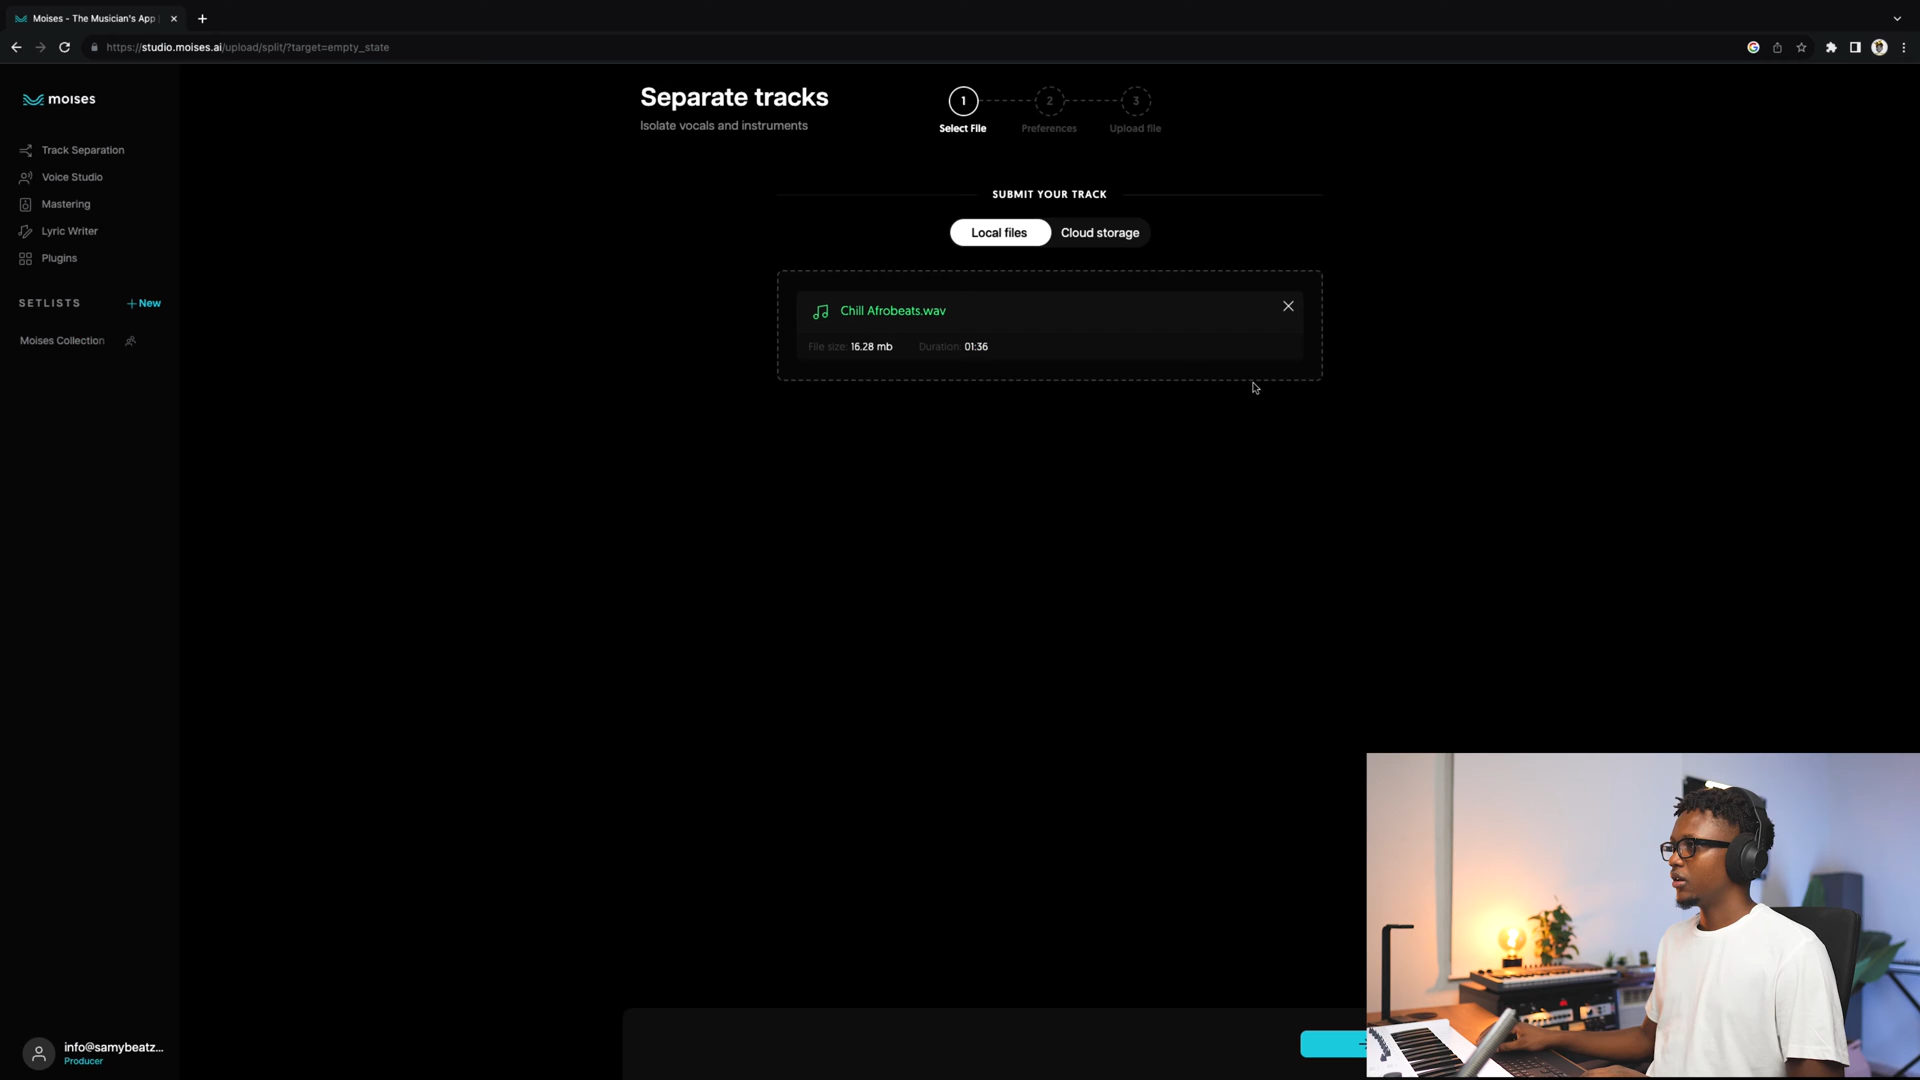 Moises - The Musician's App
https://studio.moises.ai/upload/split/?target=empty_state
moises
Track Separation
Voice Studio
Mastering
Lyric Writer
Plugins
SETLISTS
+ New
Moises Collection
info@samybeatz...
Producer
Separate tracks
Isolate vocals and instruments
1
2
3
Select File
Preferences
Upload file
SUBMIT YOUR TRACK
Local files
Cloud storage
Chill Afrobeats.wav
File size: 16.28 mb
Duration: 01:36